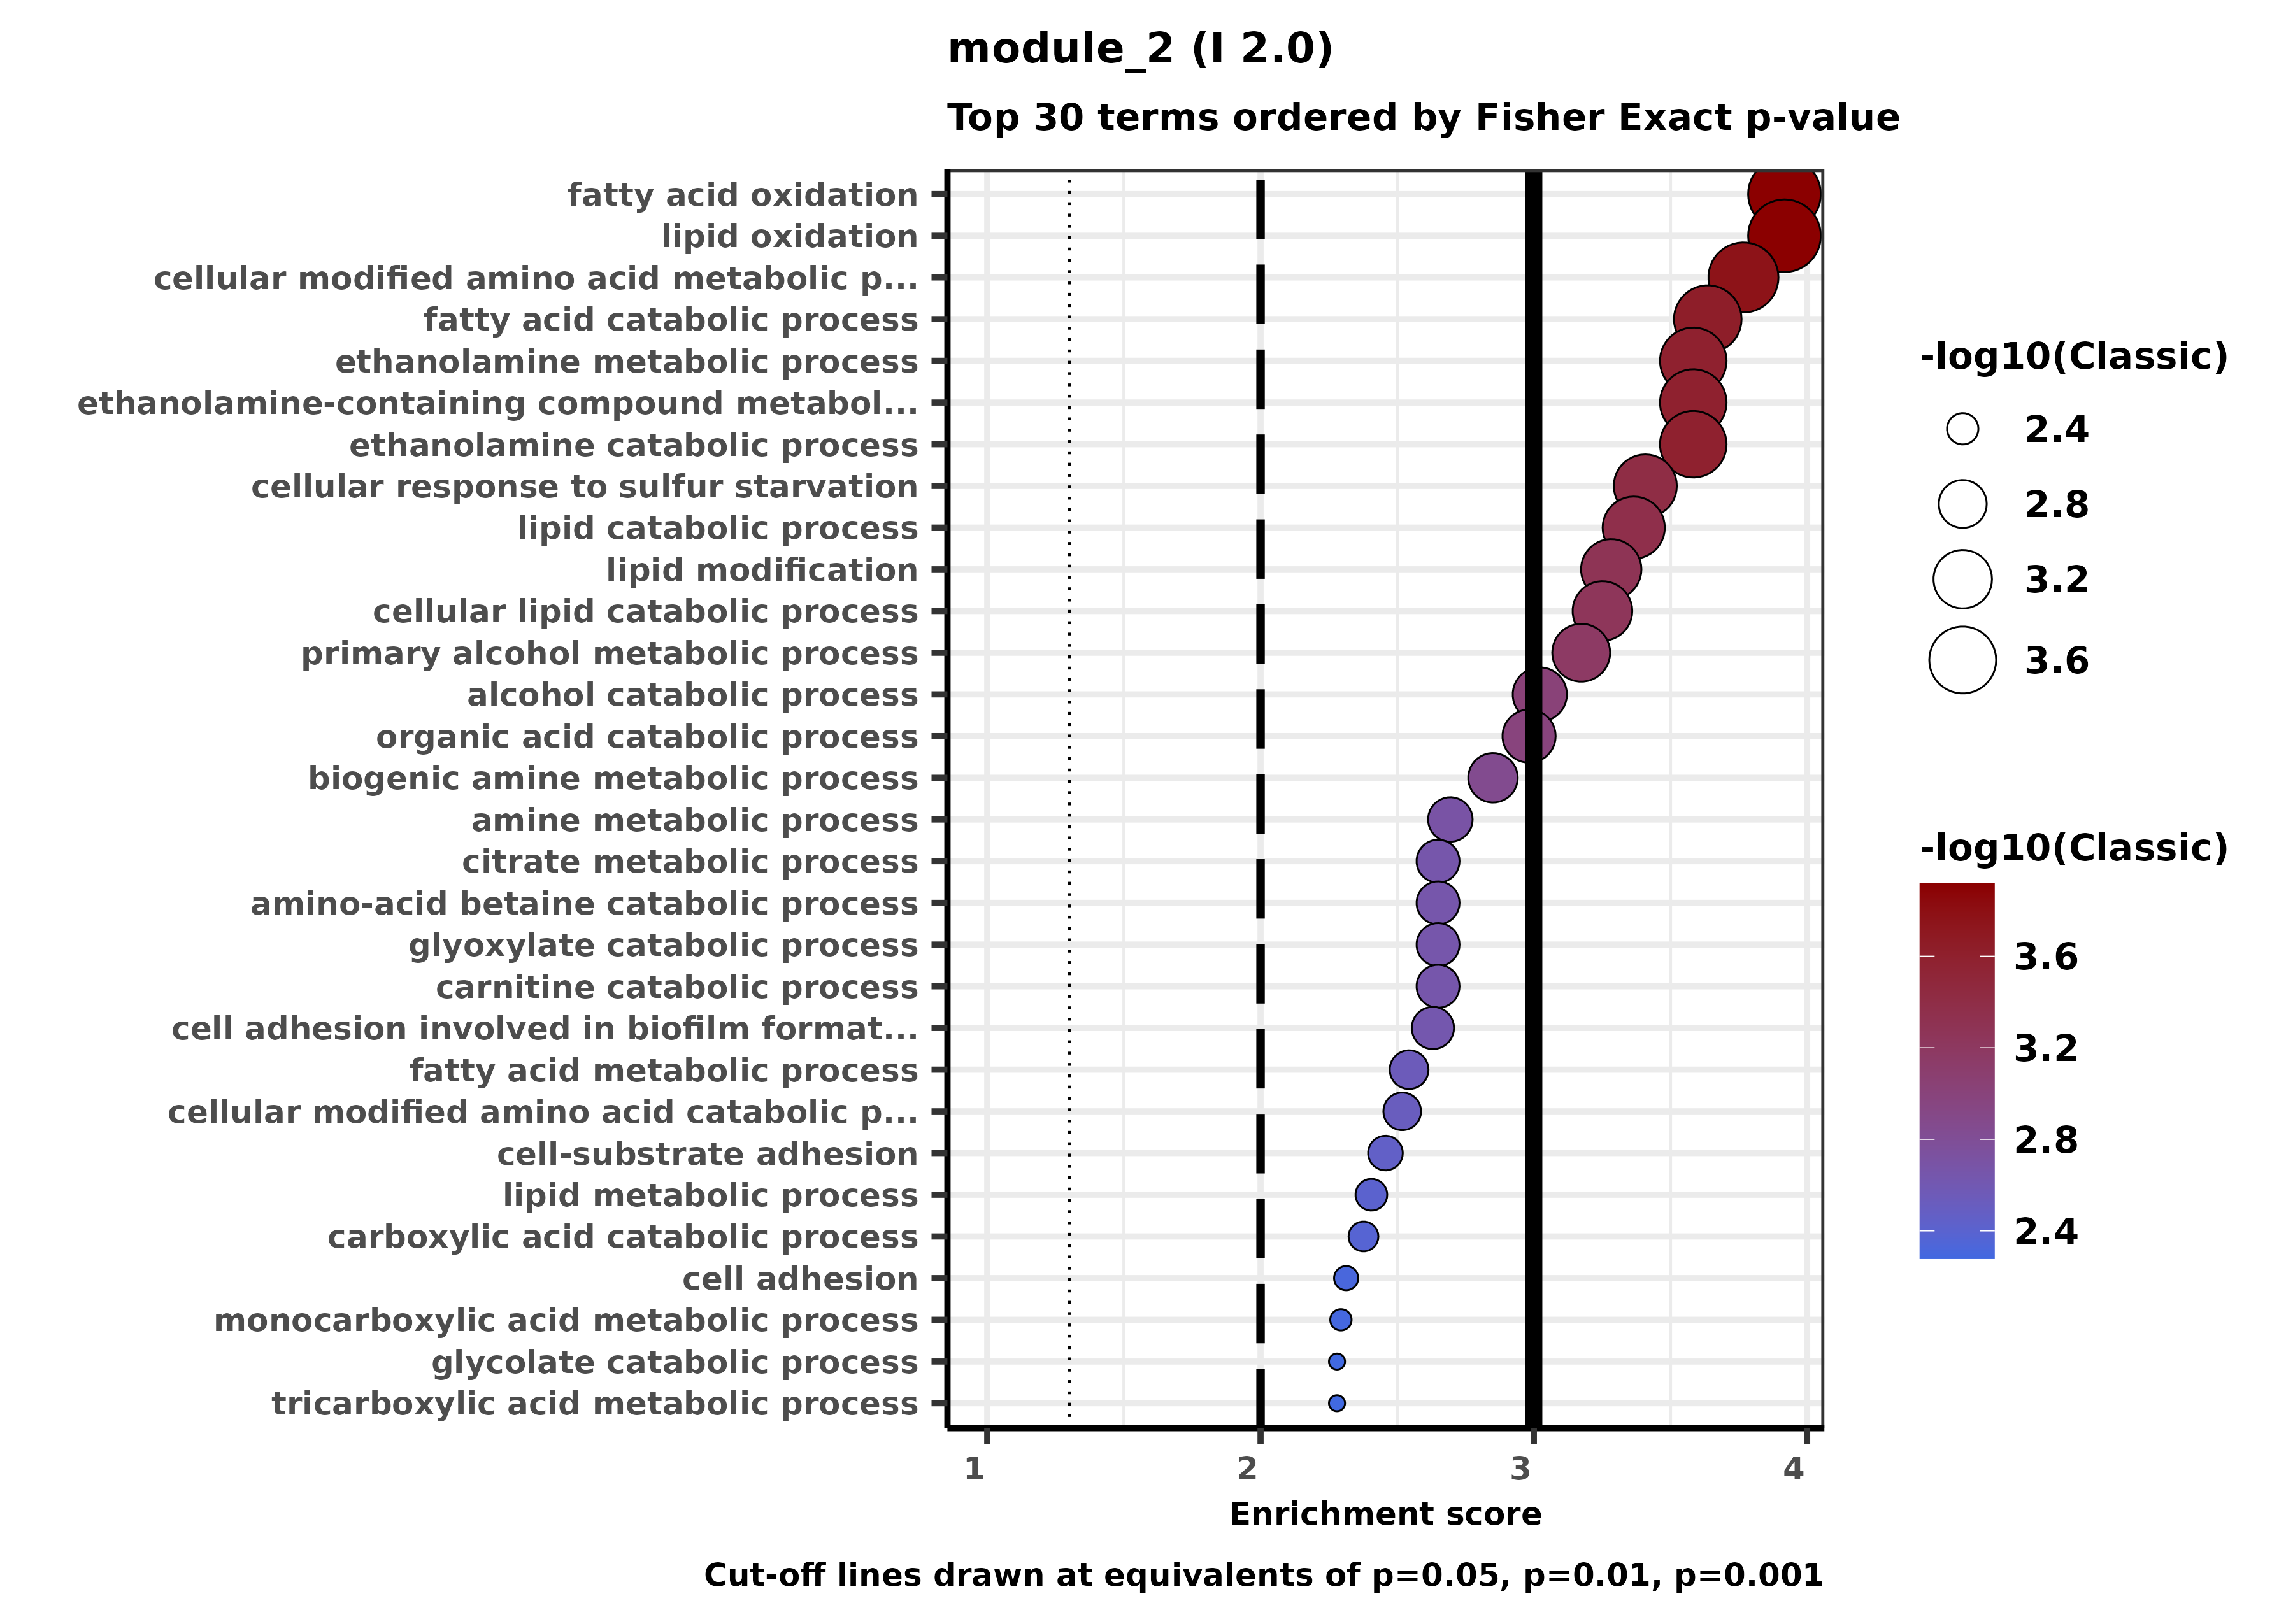 module_2 (I 2.0)
Top 30 terms ordered by Fisher Exact p-value
fatty acid oxidation
lipid oxidation
cellular modified amino acid metabolic p...
fatty acid catabolic process
ethanolamine metabolic process
ethanolamine-containing compound metabol...
ethanolamine catabolic process
cellular response to sulfur starvation
lipid catabolic process
lipid modification
cellular lipid catabolic process
primary alcohol metabolic process
alcohol catabolic process
organic acid catabolic process
biogenic amine metabolic process
amine metabolic process
citrate metabolic process
amino-acid betaine catabolic process
glyoxylate catabolic process
carnitine catabolic process
cell adhesion involved in biofilm format...
fatty acid metabolic process
cellular modified amino acid catabolic p...
cell-substrate adhesion
lipid metabolic process
carboxylic acid catabolic process
cell adhesion
monocarboxylic acid metabolic process
glycolate catabolic process
tricarboxylic acid metabolic process
1 2 3 4
Enrichment score
Cut-off lines drawn at equivalents of p=0.05, p=0.01, p=0.001
-log10(Classic)
2.4
2.8
3.2
3.6
-log10(Classic)
3.6
3.2
2.8
2.4